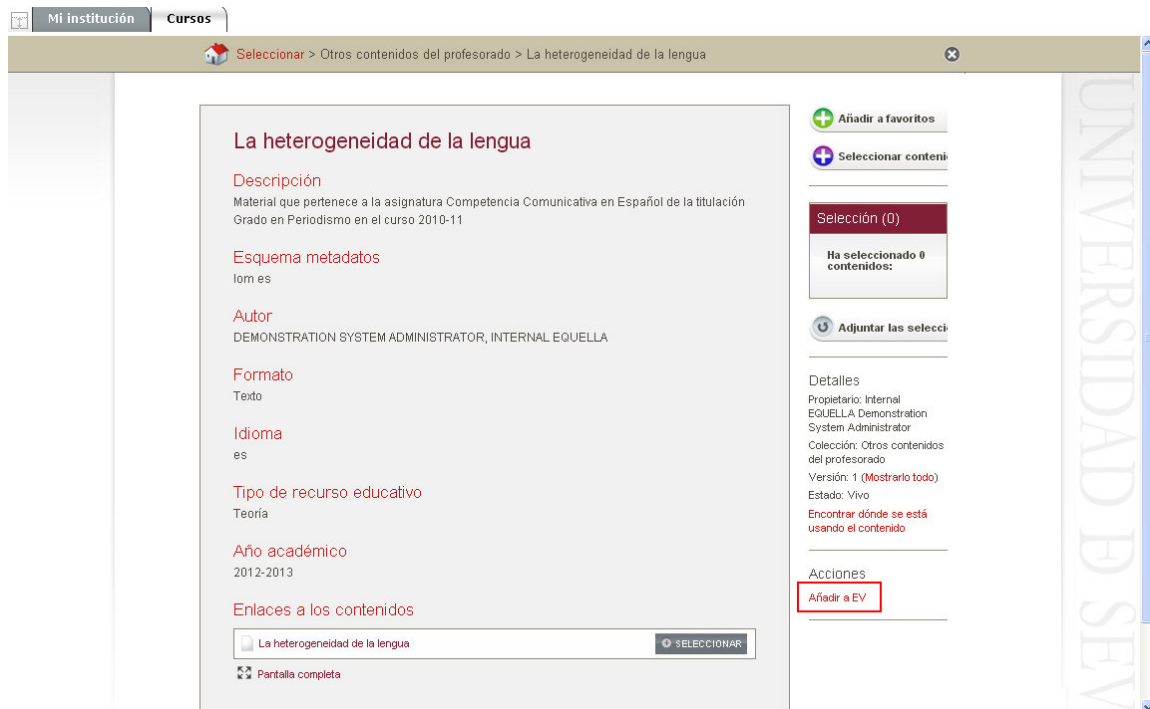 Mi institución
Cursos
Seleccionar > Otros contenidos del profesorado > La heterogeneidad de la lengua
La heterogeneidad de la lengua
Descripción
Material que pertenece a la asignatura Competencia Comunicativa en Español de la titulación
Grado en Periodismo en el curso 2010-11
Esquema metadatos
lom es
Autor
DEMONSTRATION SYSTEM ADMINISTRATOR, INTERNAL EQUELLA
Formato
Texto
Idioma
es
Tipo de recurso educativo
Teoría
Año académico
2012-2013
Enlaces a los contenidos
La heterogeneidad de la lengua
SELECCIONAR
Pantalla completa
Añadir a favoritos
Seleccionar conteni
Selección (0)
Ha seleccionado 0
contenidos:
Adjuntar las selecci
Detalles
Propietario: Internal
EQUELLA Demonstration
System Administrator
Colección: Otros contenidos
del profesorado
Versión: 1 (Mostrarlo todo)
Estado: Vivo
Encontrar dónde se está
usando el contenido
Acciones
Añadir a EV
UNIVERSIDAD Ð SEV